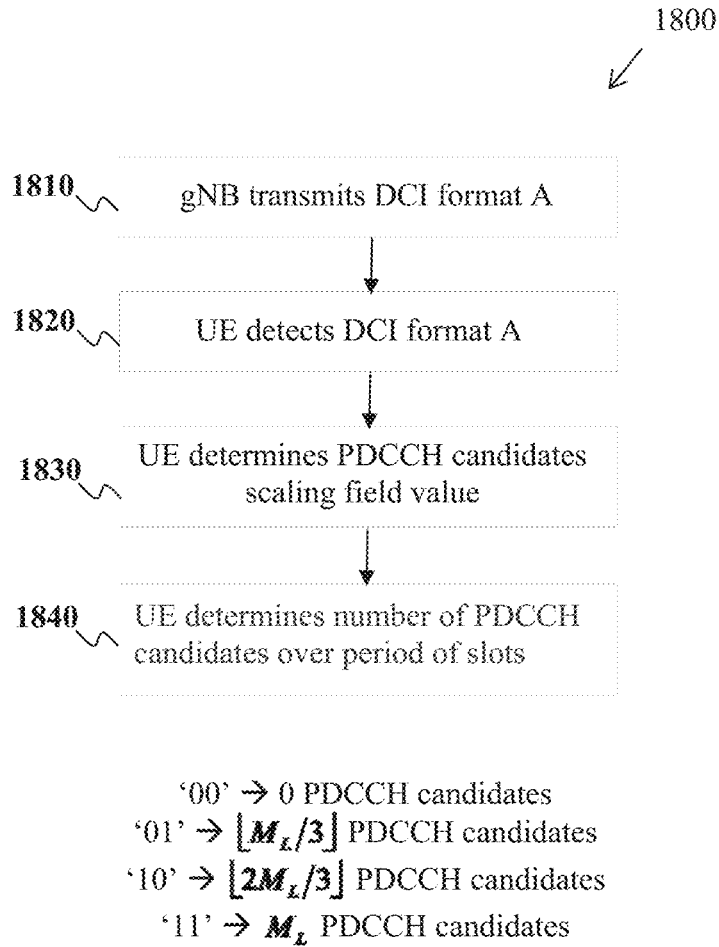 1800
1810
gNB transmits DCI format A
1820
UE detects DCI format A
1830
UE determines PDCCH candidates
scaling field value
1840
UE determines number of PDCCH
candidates over period of slots
‘00’ → 0 PDCCH candidates
‘01’ → ⌊M_L/3⌋ PDCCH candidates
‘10’ → ⌊2M_L/3⌋ PDCCH candidates
‘11’ → M_L PDCCH candidates